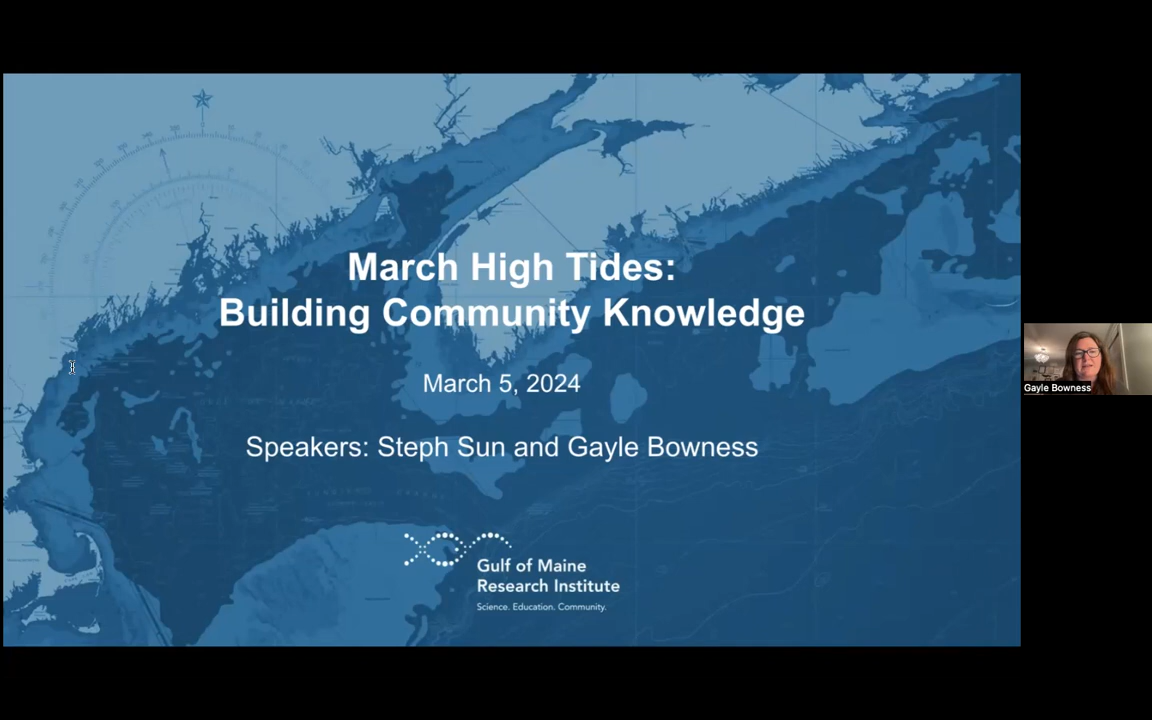 March High Tides:
Building Community Knowledge
March 5, 2024
Speakers: Steph Sun and Gayle Bowness
Gulf of Maine
Research Institute
Science. Education. Community.
Gayle Bowness